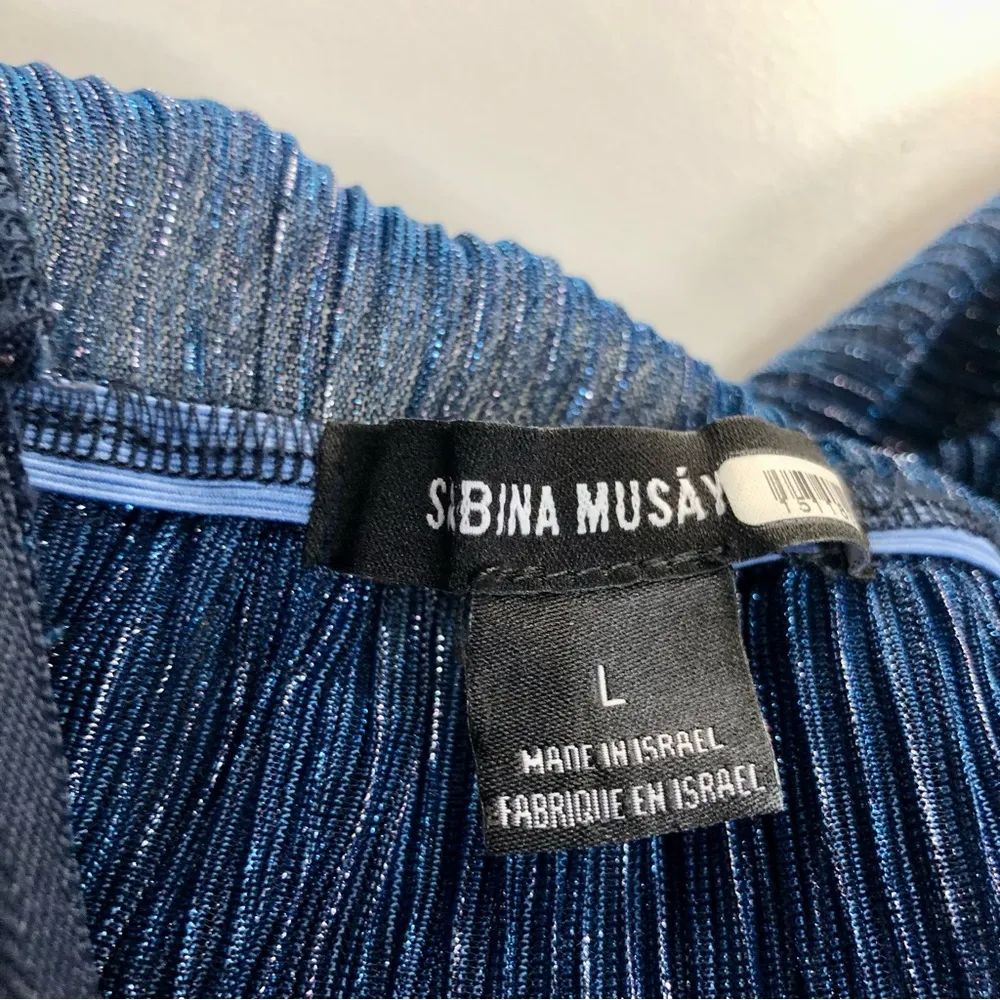 SABINA MUSÁY
L
MADE IN ISRAEL
FABRIQUE EN ISRAEL